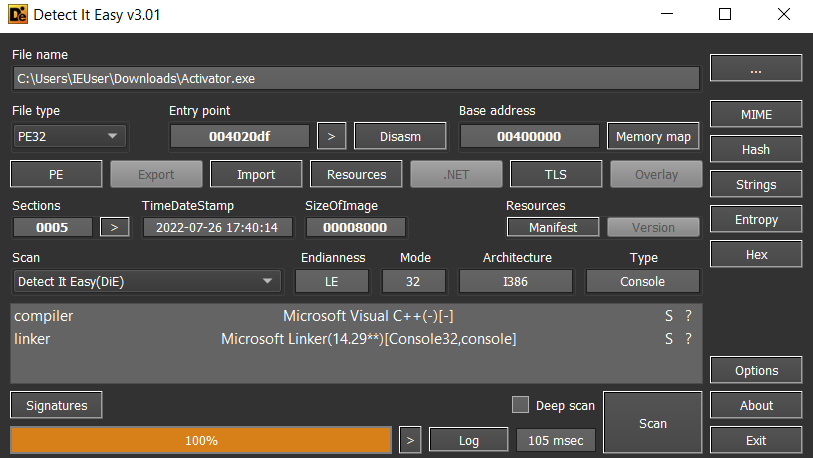 Detect It Easy v3.01
File name
C:\Users\IEUser\Downloads\Activator.exe
...
File type Entry point Base address
PE32 004020df > Disasm 00400000 Memory map MIME
PE Export Import Resources .NET TLS Overlay Hash
Strings
Sections TimeDateStamp SizeOfImage Resources
0005 > 2022-07-26 17:40:14 00008000 Manifest Version Entropy
Scan Endianness Mode Architecture Type Hex
Detect It Easy(DiE) LE 32 I386 Console
compiler Microsoft Visual C++(-)[-] S ?
linker Microsoft Linker(14.29**)[Console32,console] S ?
Options
Signatures Deep scan Scan About
100% > Log 105 msec Exit